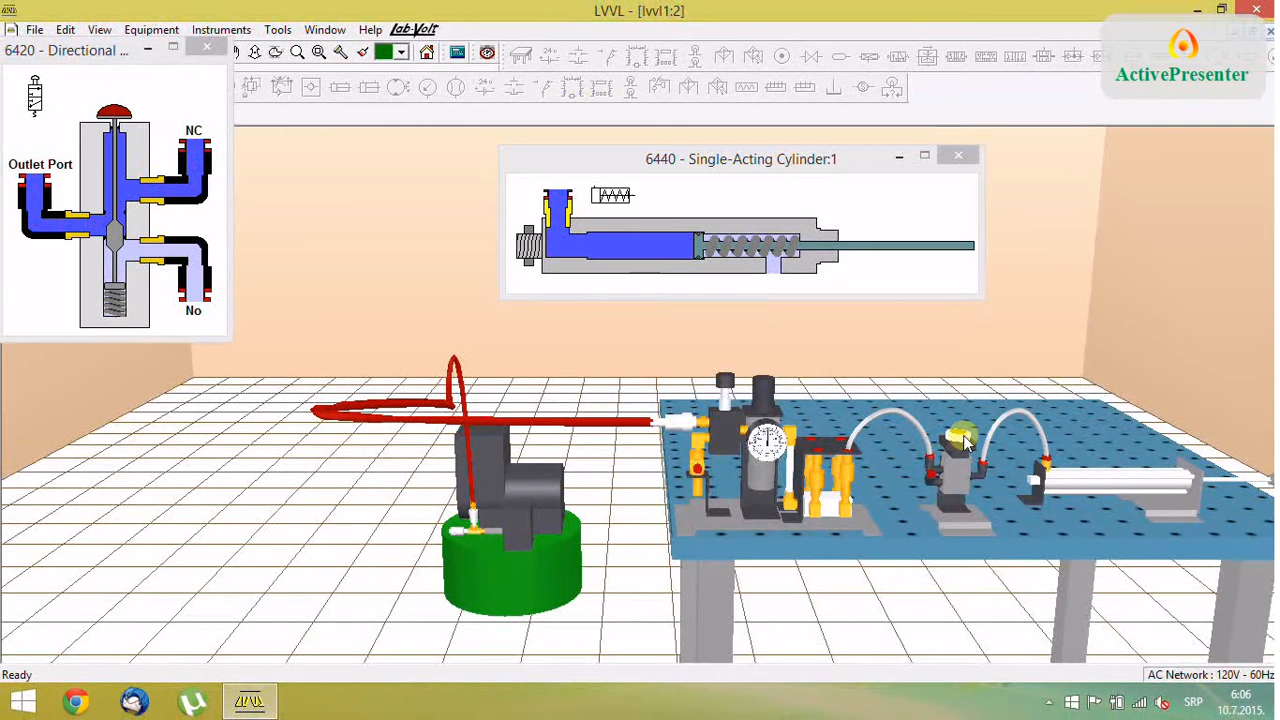 LVVL - [lvvl1:2]
File Edit View Equipment Instruments Tools Window Help Lab-Volt
ActivePresenter
6420 - Directional ...
NC
Outlet Port
No
6440 - Single-Acting Cylinder:1
Ready
AC Network : 120V - 60Hz
SRP
6:06
10.7.2015.